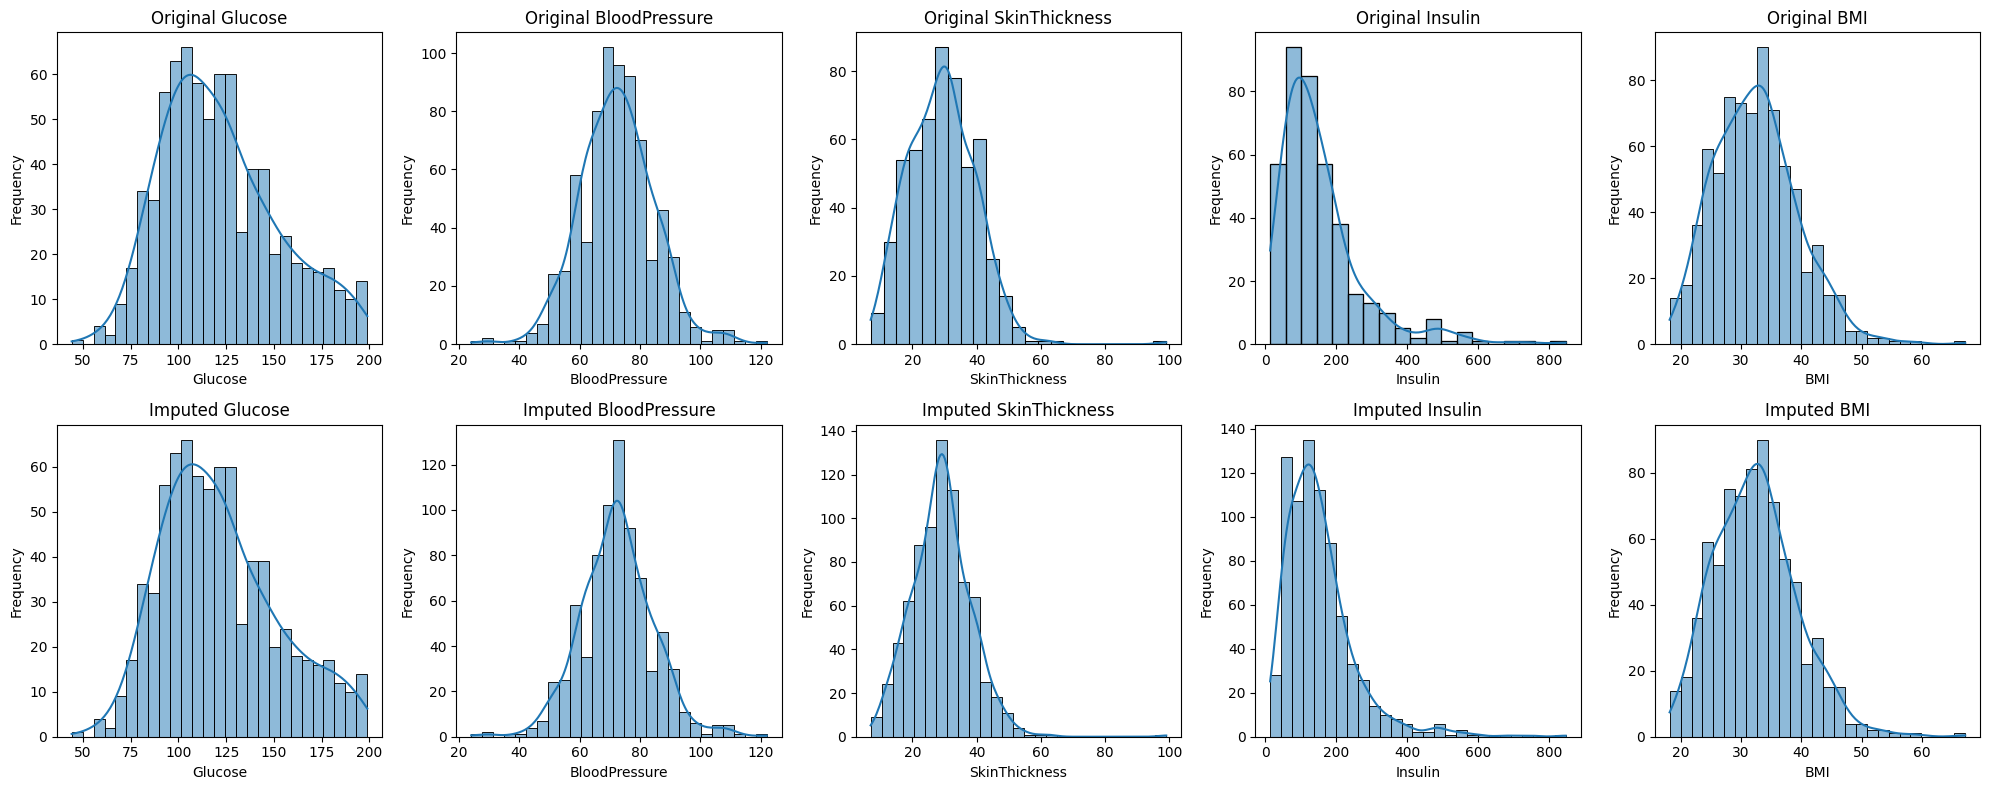 Original Glucose
Frequency
60
50
40
30
20
10
0
50 75 100 125 150 175 200
Glucose
Original BloodPressure
Frequency
100
80
60
40
20
0
20 40 60 80 100 120
BloodPressure
Original SkinThickness
Frequency
80
60
40
20
0
20 40 60 80 100
SkinThickness
Original Insulin
Frequency
80
60
40
20
0
0 200 400 600 800
Insulin
Original BMI
Frequency
80
60
40
20
0
20 30 40 50 60
BMI
Imputed Glucose
Frequency
60
50
40
30
20
10
0
50 75 100 125 150 175 200
Glucose
Imputed BloodPressure
Frequency
120
100
80
60
40
20
0
20 40 60 80 100 120
BloodPressure
Imputed SkinThickness
Frequency
140
120
100
80
60
40
20
0
20 40 60 80 100
SkinThickness
Imputed Insulin
Frequency
140
120
100
80
60
40
20
0
0 200 400 600 800
Insulin
Imputed BMI
Frequency
80
60
40
20
0
20 30 40 50 60
BMI